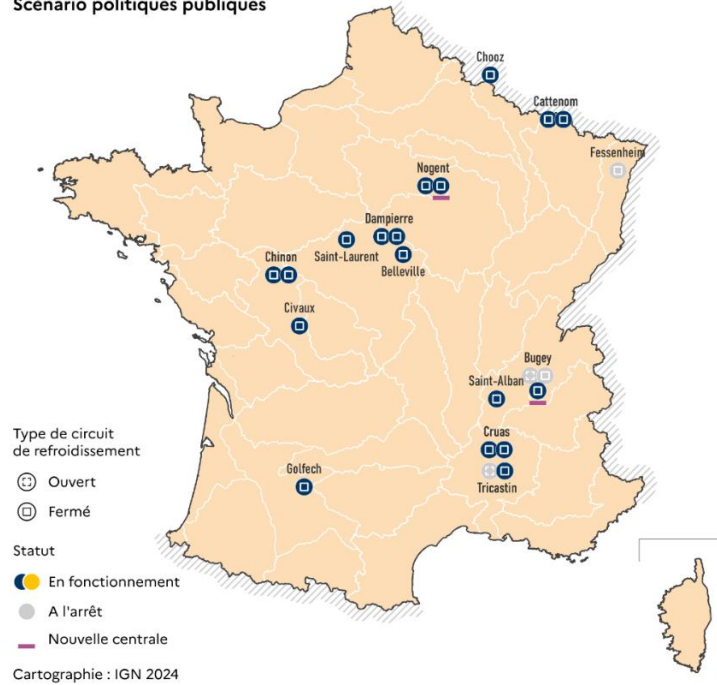 Scénario politiques publiques
Chooz
Cattenom
Fessenheim
Nogent
Dampierre
Saint-Laurent
Belleville
Chinon
Civaux
Bugey
Saint-Alban
Cruas
Tricastin
Golfech
Type de circuit
de refroidissement
Ouvert
Fermé
Statut
En fonctionnement
A l'arrêt
Nouvelle centrale
Cartographie : IGN 2024